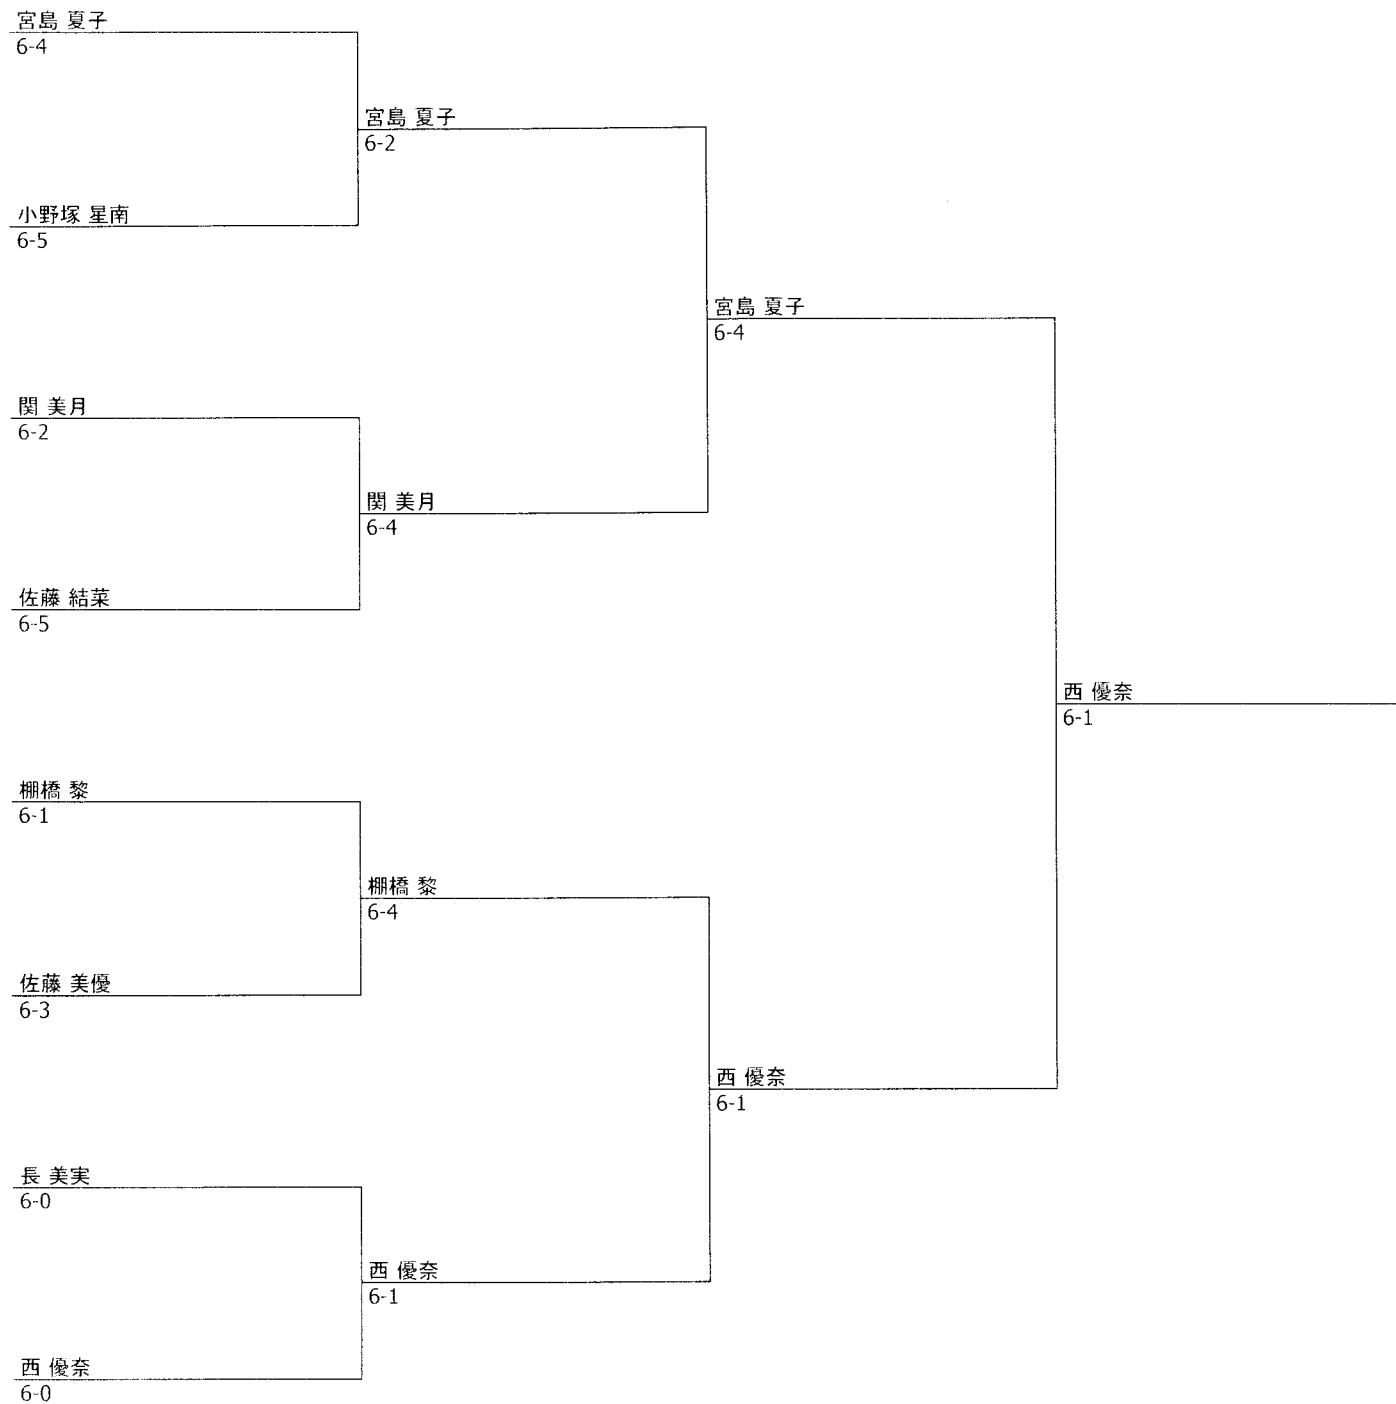 宮島 夏子
6-4
宮島 夏子
6-2
小野塚 星南
6-5
宮島 夏子
6-4
関 美月
6-2
関 美月
6-4
佐藤 結菜
6-5
西 優奈
6-1
棚橋 黎
6-1
棚橋 黎
6-4
佐藤 美優
6-3
西 優奈
6-1
長 美実
6-0
西 優奈
6-1
西 優奈
6-0